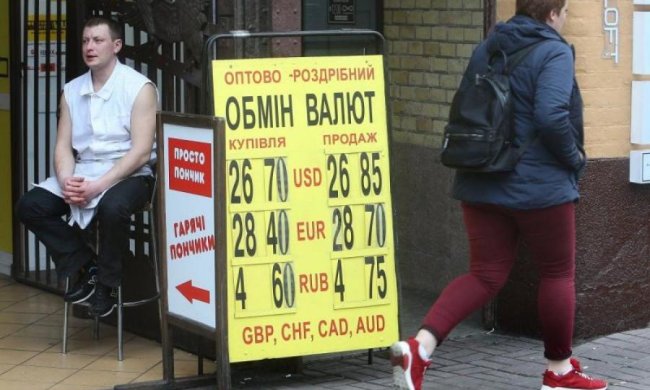 ОПТОВО -РОЗДРІБНИЙ
ОБМІН ВАЛЮТ
КУПІВЛЯ ПРОДАЖ
26 70 USD 26 85
28 40 EUR 28 70
4 60 RUB 4 75
GBP, CHF, CAD, AUD
ПРОСТО
ПОНЧИК
ГАРЯЧІ
ПОНЧИКИ
OFT